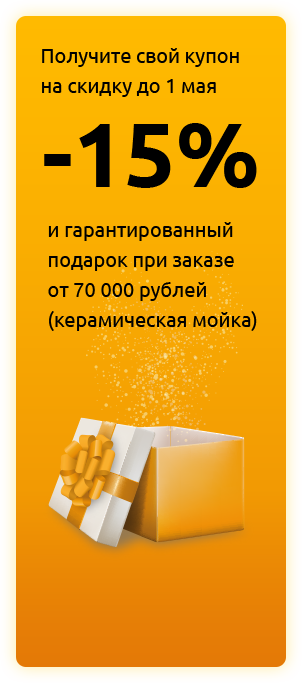 Получите свой купон
на скидку до 1 мая
-15%
и гарантированный
подарок при заказе
от 70 000 рублей
(керамическая мойка)